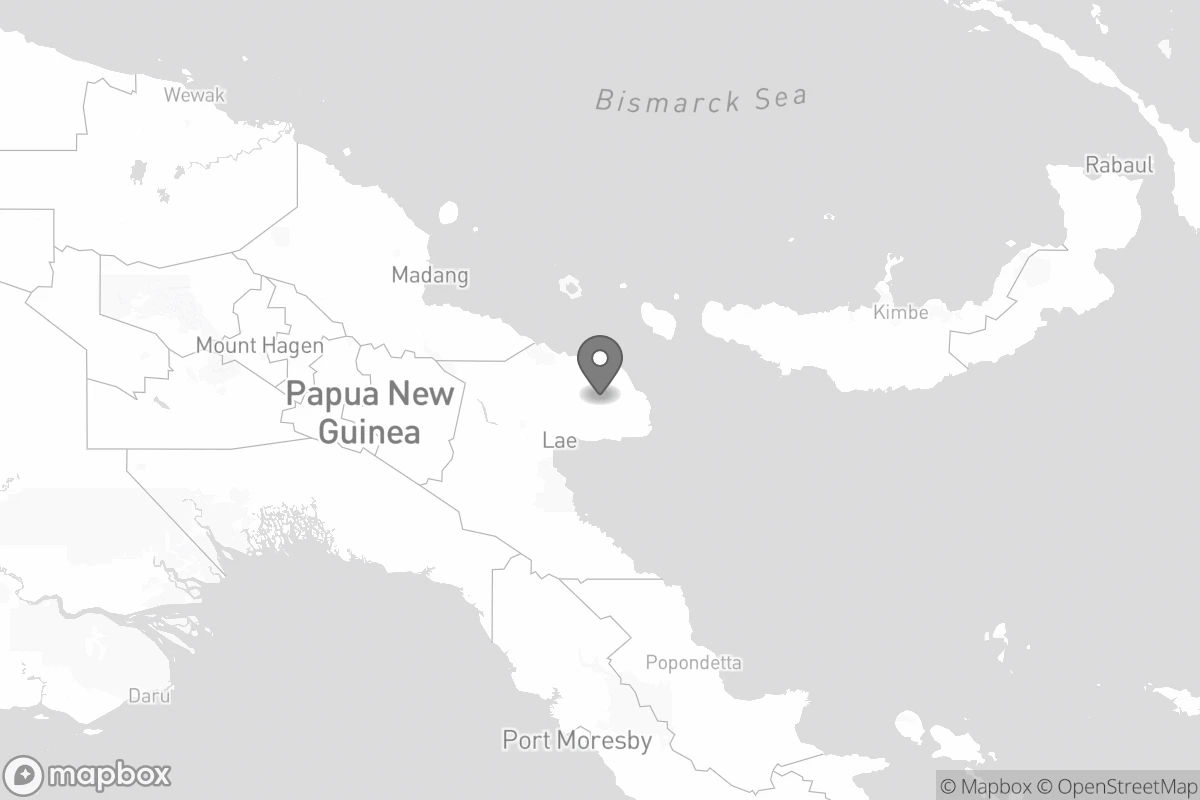 Wewak
Bismarck Sea
Rabaul
Madang
Kimbe
Mount Hagen
Papua New
Guinea
Lae
Popondetta
Daru
Port Moresby
mapbox
© Mapbox © OpenStreetMap